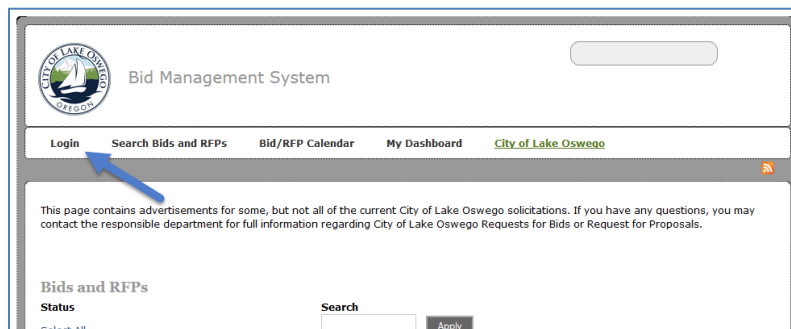 CITY OF LAKE OSWEGO
OREGON
Bid Management System
Login Search Bids and RFPs Bid/RFP Calendar My Dashboard City of Lake Oswego
This page contains advertisements for some, but not all of the current City of Lake Oswego solicitations. If you have any questions, you may
contact the responsible department for full information regarding City of Lake Oswego Requests for Bids or Request for Proposals.
Bids and RFPs
Status Search
Select All
Apply